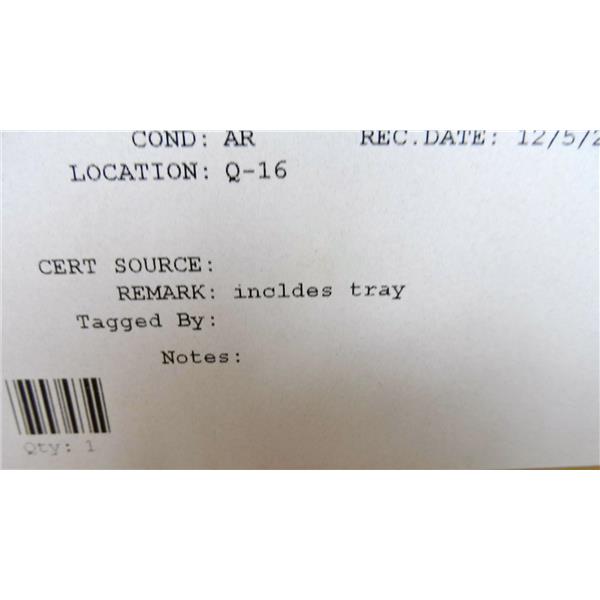 COND: AR REC.DATE: 12/5/2
LOCATION: Q-16
CERT SOURCE:
REMARK: incldes tray
Tagged By:
Notes:
Qty: 1